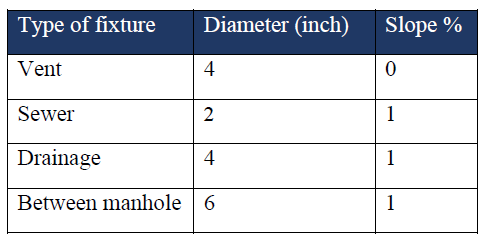 Type of fixture Diameter (inch) Slope %
Vent 4 0
Sewer 2 1
Drainage 4 1
Between manhole 6 1